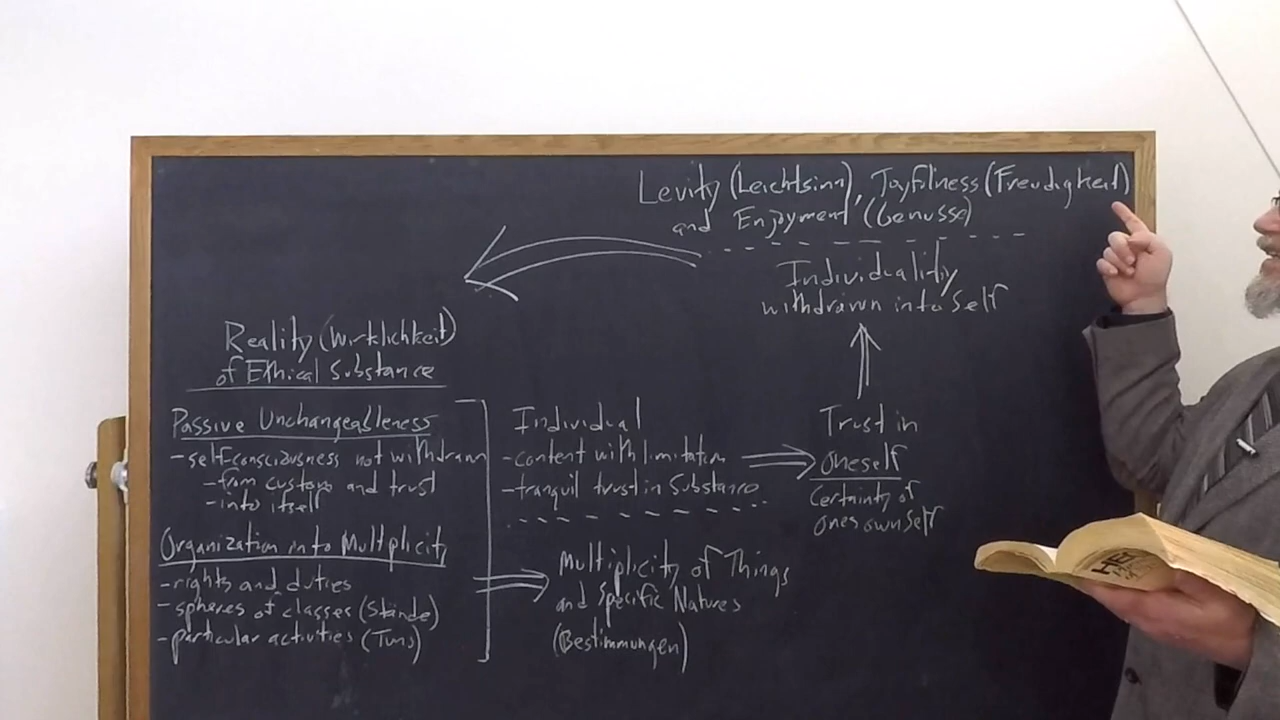 Levity (Leichtsinn), Joyfulness (Freudigkeit)
and Enjoyment (Genusse)
Individuality
withdrawn into Self
Reality (Wirklichkeit)
of Ethical Substance
Passive Unchangeableness
-self-consciousness not withdrawn
-from custom and trust
-into itself
Organization into Multiplicity
-rights and duties
-spheres of classes (Stände)
-particular activities (Tuns)
Individual
-content with limitation
-tranquil trust in Substance
Multiplicity of Things
and Specific Natures
(Bestimmungen)
Trust in
oneself
Certainty of
ones own Self